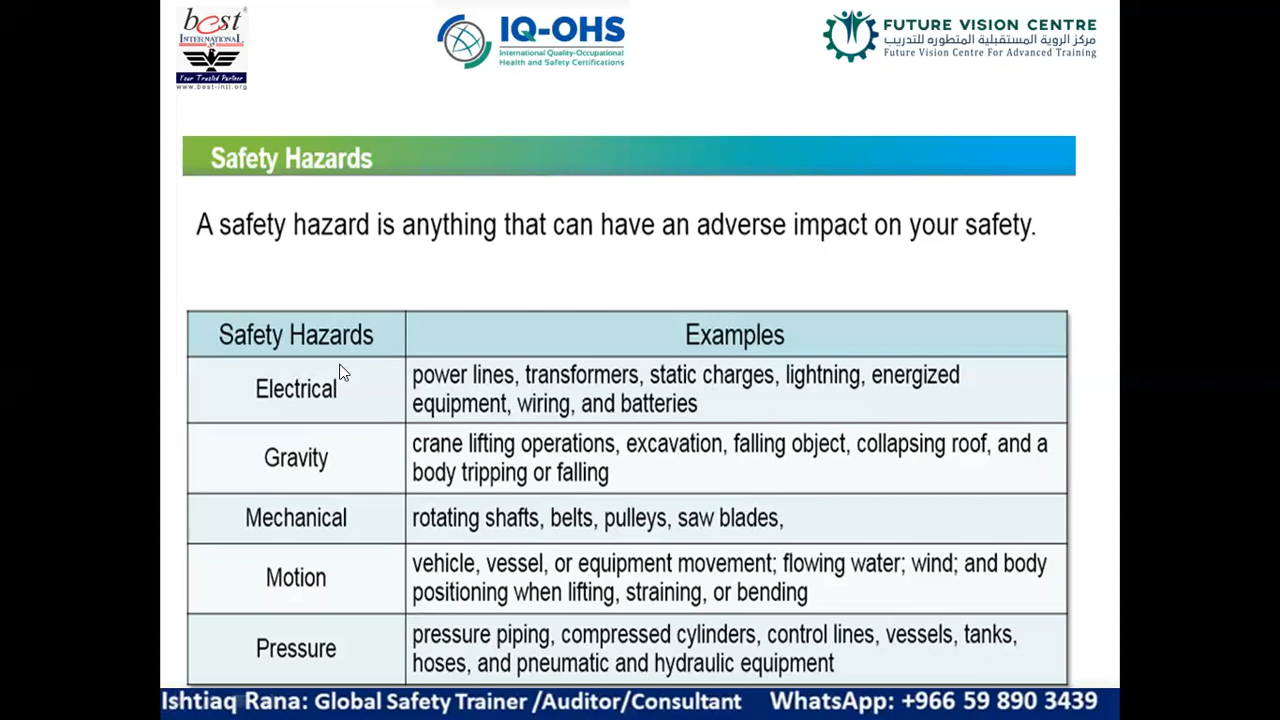 best
INTERNATIONAL
Your Trusted Partner
www.best-intl.org
IQ-OHS
International Quality-Occupational
Health and Safety Certifications
FUTURE VISION CENTRE
مركز الرؤية المستقبلية المتطوره للتدريب
Future Vision Centre For Advanced Training
Safety Hazards
A safety hazard is anything that can have an adverse impact on your safety.
Safety Hazards
Examples
Electrical
power lines, transformers, static charges, lightning, energized
equipment, wiring, and batteries
Gravity
crane lifting operations, excavation, falling object, collapsing roof, and a
body tripping or falling
Mechanical
rotating shafts, belts, pulleys, saw blades,
Motion
vehicle, vessel, or equipment movement; flowing water; wind; and body
positioning when lifting, straining, or bending
Pressure
pressure piping, compressed cylinders, control lines, vessels, tanks,
hoses, and pneumatic and hydraulic equipment
Ishtiaq Rana: Global Safety Trainer /Auditor/Consultant WhatsApp: +966 59 890 3439